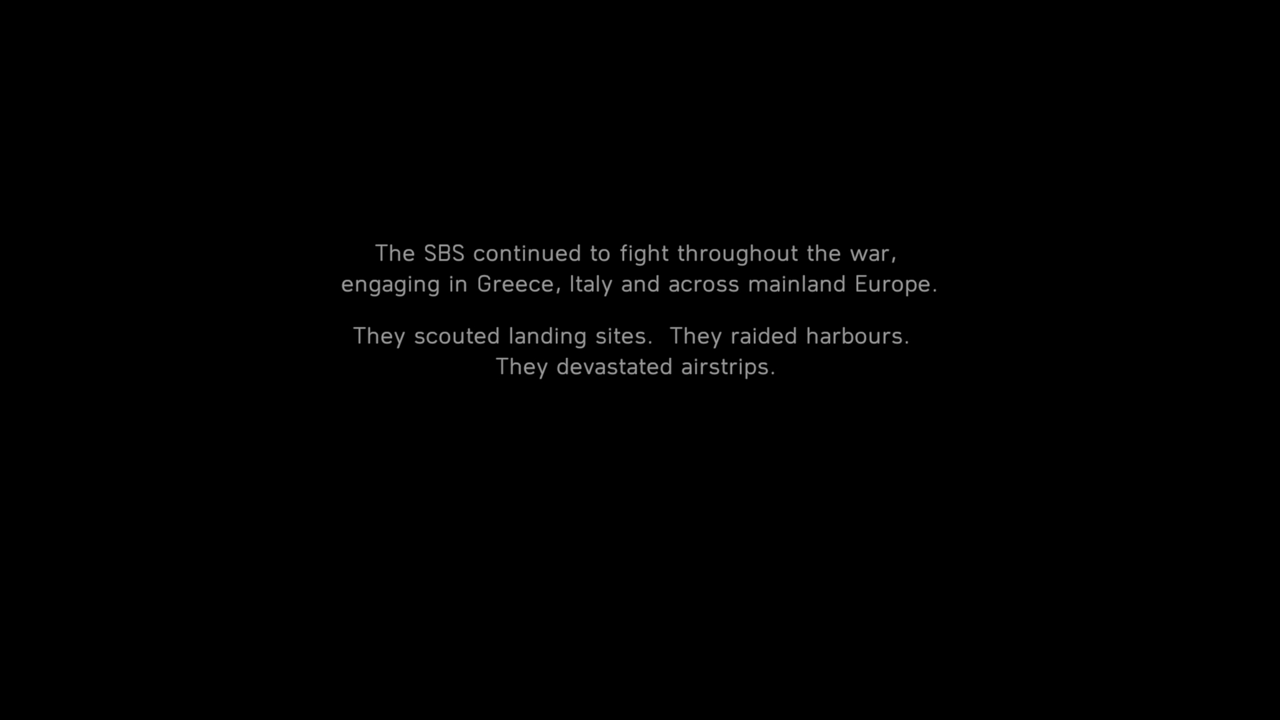 The SBS continued to fight throughout the war,
engaging in Greece, Italy and across mainland Europe.
They scouted landing sites.  They raided harbours.
They devastated airstrips.